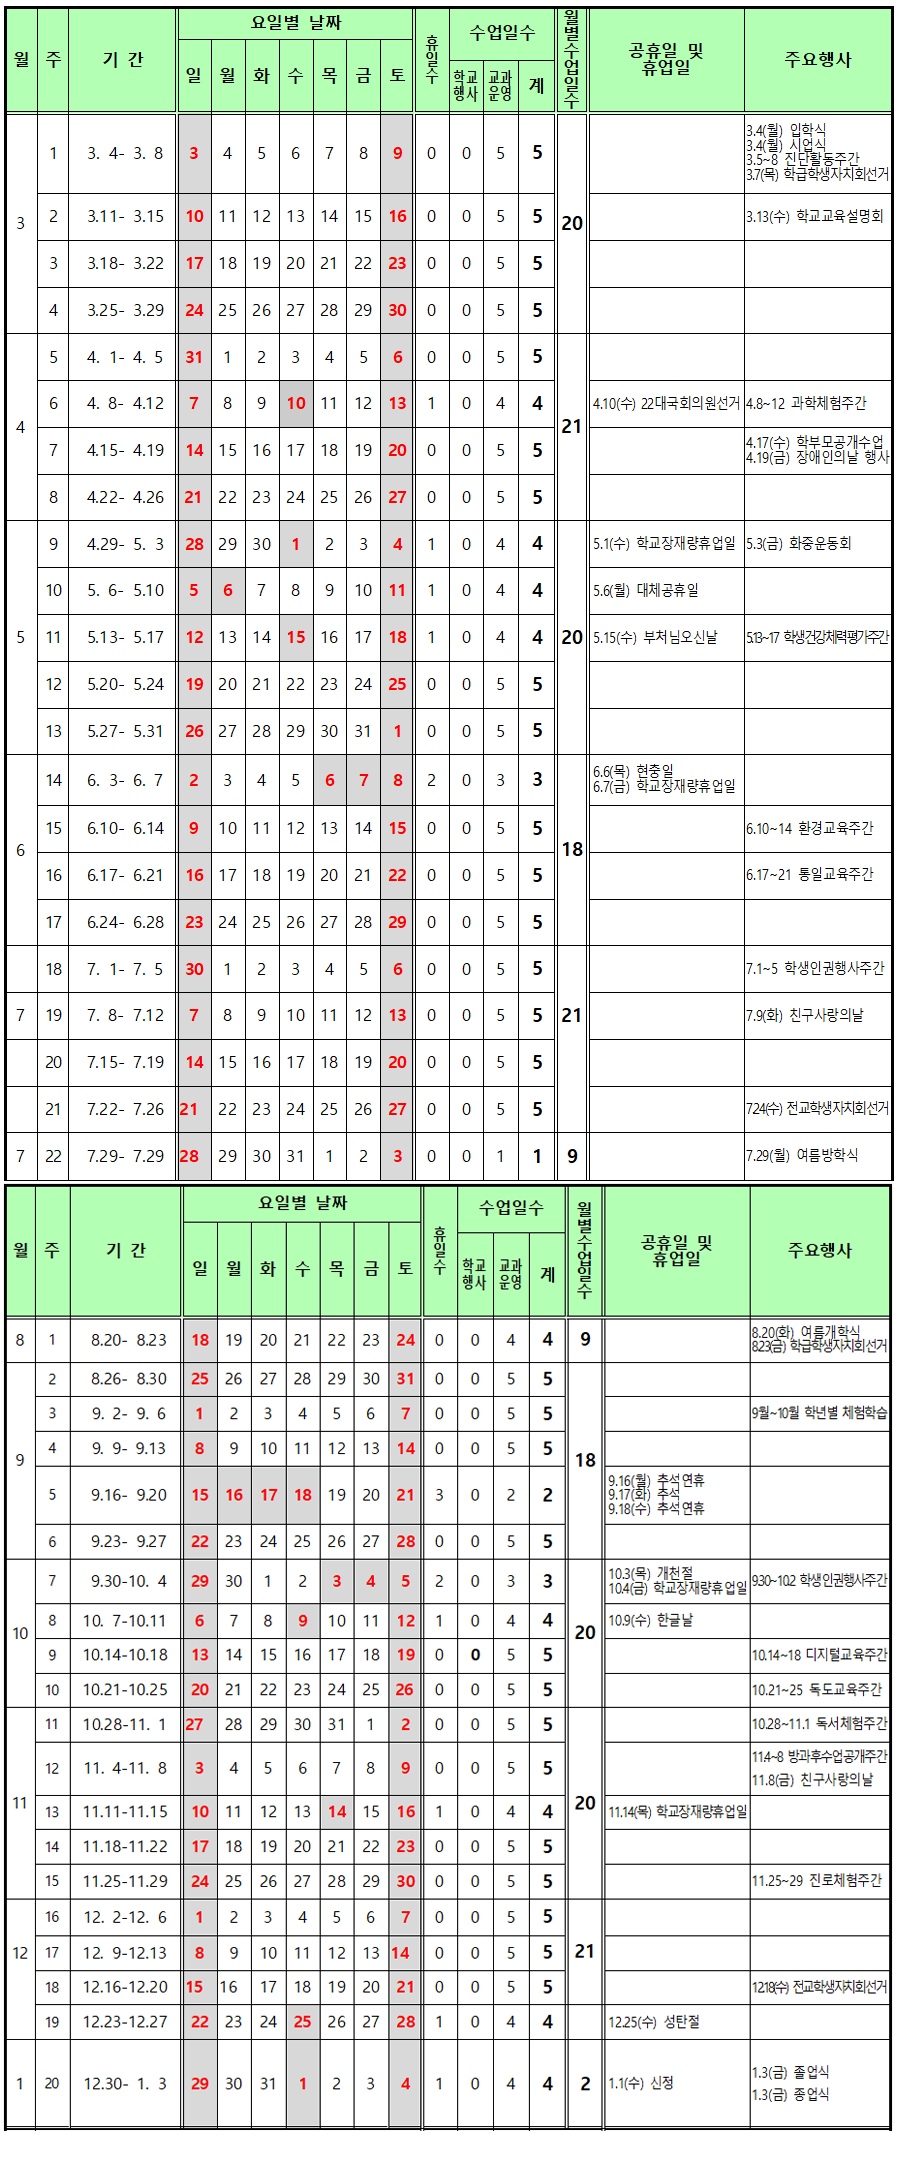 월 주 기 간 요일별 날짜 휴일수 수업일수 월별수업일수 공휴일 및 휴업일 주요행사
일 월 화 수 목 금 토 학교행사 교과운영 계
3 20
1 3. 4- 3. 8 3 4 5 6 7 8 9 0 0 5 5
3.4(월) 입학식
3.4(월) 시업식
3.5~8 진단활동주간
3.7(목) 학급학생자치회선거
2 3.11- 3.15 10 11 12 13 14 15 16 0 0 5 5 3.13(수) 학교교육설명회
3 3.18- 3.22 17 18 19 20 21 22 23 0 0 5 5
4 3.25- 3.29 24 25 26 27 28 29 30 0 0 5 5
4 21
5 4. 1- 4. 5 31 1 2 3 4 5 6 0 0 5 5
6 4. 8- 4.12 7 8 9 10 11 12 13 1 0 4 4 4.10(수) 22대국회의원선거 4.8~12 과학체험주간
7 4.15- 4.19 14 15 16 17 18 19 20 0 0 5 5
4.17(수) 학부모공개수업
4.19(금) 장애인의날 행사
8 4.22- 4.26 21 22 23 24 25 26 27 0 0 5 5
5 20
9 4.29- 5. 3 28 29 30 1 2 3 4 1 0 4 4 5.1(수) 학교장재량휴업일 5.3(금) 화중운동회
10 5. 6- 5.10 5 6 7 8 9 10 11 1 0 4 4 5.6(월) 대체공휴일
11 5.13- 5.17 12 13 14 15 16 17 18 1 0 4 4 5.15(수) 부처님오신날 5.13~17 학생건강체력평가주간
12 5.20- 5.24 19 20 21 22 23 24 25 0 0 5 5
13 5.27- 5.31 26 27 28 29 30 31 1 0 0 5 5
6 18
14 6. 3- 6. 7 2 3 4 5 6 7 8 2 0 3 3
6.6(목) 현충일
6.7(금) 학교장재량휴업일
15 6.10- 6.14 9 10 11 12 13 14 15 0 0 5 5 6.10~14 환경교육주간
16 6.17- 6.21 16 17 18 19 20 21 22 0 0 5 5 6.17~21 통일교육주간
17 6.24- 6.28 23 24 25 26 27 28 29 0 0 5 5
7 21
18 7. 1- 7. 5 30 1 2 3 4 5 6 0 0 5 5 7.1~5 학생인권행사주간
19 7. 8- 7.12 7 8 9 10 11 12 13 0 0 5 5 7.9(화) 친구사랑의날
20 7.15- 7.19 14 15 16 17 18 19 20 0 0 5 5
21 7.22- 7.26 21 22 23 24 25 26 27 0 0 5 5 7.24(수) 전교학생자치회선거
7 22 7.29- 7.29 28 29 30 31 1 2 3 0 0 1 1 9 7.29(월) 여름방학식
월 주 기 간 요일별 날짜 휴일수 수업일수 월별수업일수 공휴일 및 휴업일 주요행사
일 월 화 수 목 금 토 학교행사 교과운영 계
8 1 8.20- 8.23 18 19 20 21 22 23 24 0 0 4 4 9
8.20(화) 여름개학식
8.23(금) 학급학생자치회선거
9 18
2 8.26- 8.30 25 26 27 28 29 30 31 0 0 5 5
3 9. 2- 9. 6 1 2 3 4 5 6 7 0 0 5 5 9월~10월 학년별 체험학습
4 9. 9- 9.13 8 9 10 11 12 13 14 0 0 5 5
5 9.16- 9.20 15 16 17 18 19 20 21 3 0 2 2
9.16(월) 추석연휴
9.17(화) 추석
9.18(수) 추석연휴
6 9.23- 9.27 22 23 24 25 26 27 28 0 0 5 5
10 20
7 9.30-10. 4 29 30 1 2 3 4 5 2 0 3 3
10.3(목) 개천절
10.4(금) 학교장재량휴업일
9.30~10.2 학생인권행사주간
8 10. 7-10.11 6 7 8 9 10 11 12 1 0 4 4 10.9(수) 한글날
9 10.14-10.18 13 14 15 16 17 18 19 0 0 5 5 10.14~18 디지털교육주간
10 10.21-10.25 20 21 22 23 24 25 26 0 0 5 5 10.21~25 독도교육주간
11 20
11 10.28-11. 1 27 28 29 30 31 1 2 0 0 5 5 10.28~11.1 독서체험주간
12 11. 4-11. 8 3 4 5 6 7 8 9 0 0 5 5
11.4~8 방과후수업공개주간
11.8(금) 친구사랑의날
13 11.11-11.15 10 11 12 13 14 15 16 1 0 4 4 11.14(목) 학교장재량휴업일
14 11.18-11.22 17 18 19 20 21 22 23 0 0 5 5
15 11.25-11.29 24 25 26 27 28 29 30 0 0 5 5 11.25~29 진로체험주간
12 21
16 12. 2-12. 6 1 2 3 4 5 6 7 0 0 5 5
17 12. 9-12.13 8 9 10 11 12 13 14 0 0 5 5
18 12.16-12.20 15 16 17 18 19 20 21 0 0 5 5 12.18(수) 전교학생자치회선거
19 12.23-12.27 22 23 24 25 26 27 28 1 0 4 4 12.25(수) 성탄절
1 20 12.30- 1. 3 29 30 31 1 2 3 4 1 0 4 4 2 1.1(수) 신정
1.3(금) 졸업식
1.3(금) 종업식